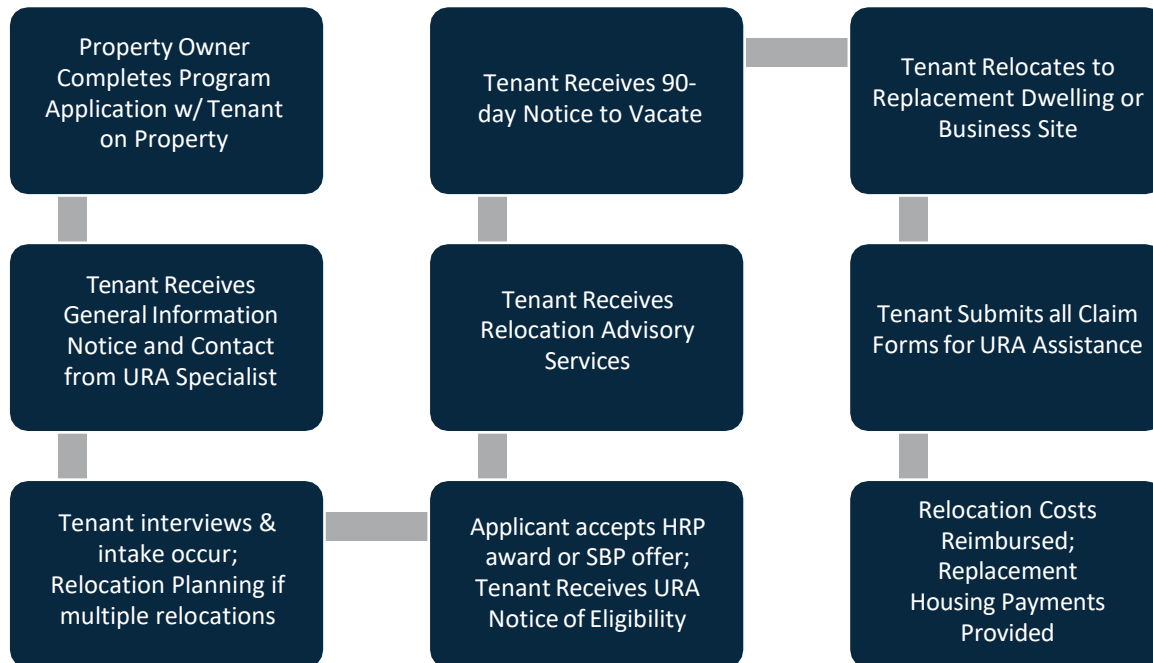 Property Owner
Completes Program
Application w/ Tenant
on Property
Tenant Receives
General Information
Notice and Contact
from URA Specialist
Tenant interviews &
intake occur;
Relocation Planning if
multiple relocations
Applicant accepts HRP
award or SBP offer;
Tenant Receives URA
Notice of Eligibility
Tenant Receives
Relocation Advisory
Services
Tenant Receives 90-
day Notice to Vacate
Tenant Relocates to
Replacement Dwelling or
Business Site
Tenant Submits all Claim
Forms for URA Assistance
Relocation Costs
Reimbursed;
Replacement
Housing Payments
Provided